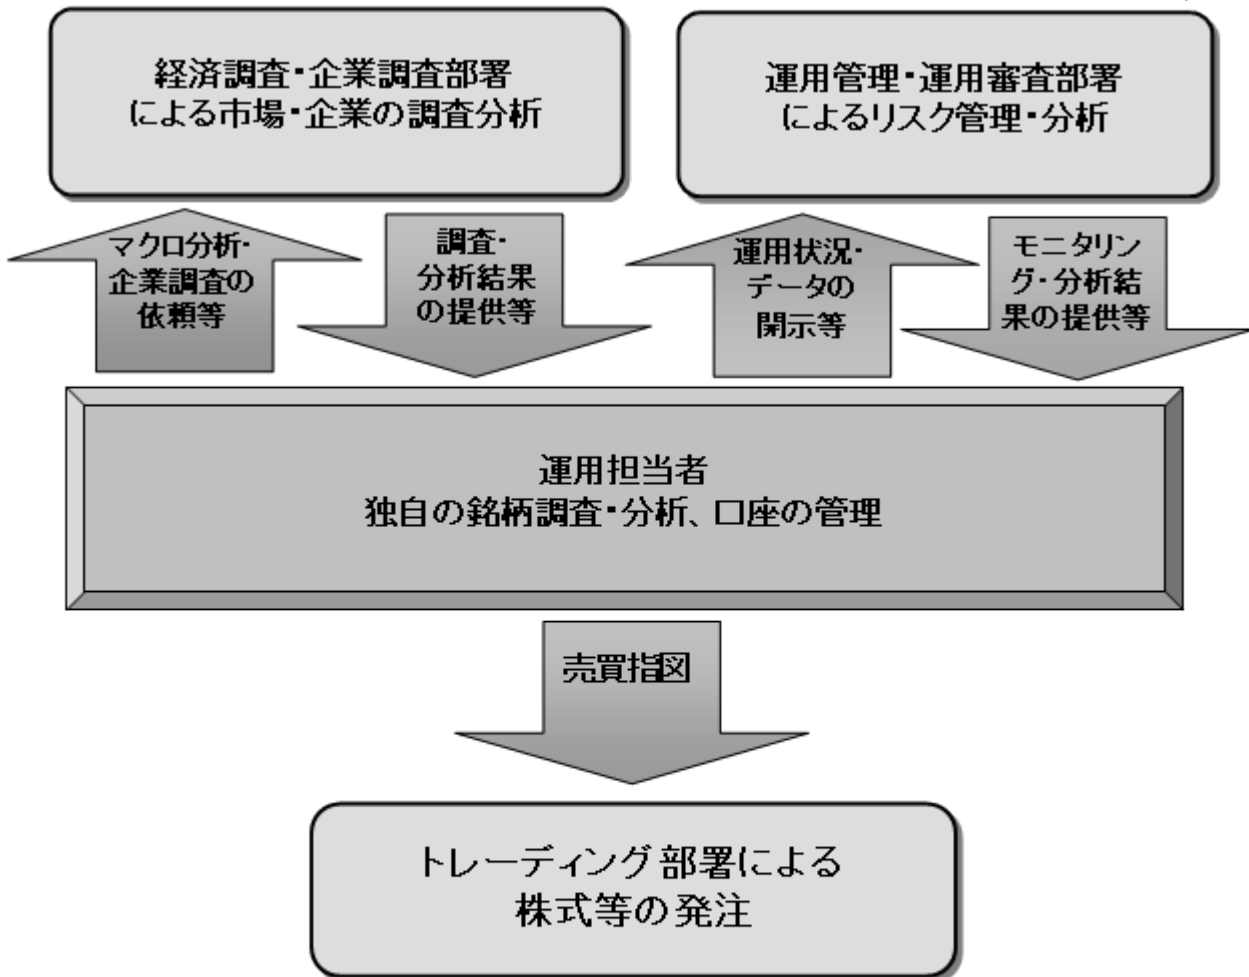 経済調査・企業調査部署
による市場・企業の調査分析
運用管理・運用審査部署
によるリスク管理・分析
マクロ分析・
企業調査の
依頼等
調査・
分析結果
の提供等
運用状況・
データの
開示等
モニタリン
グ・分析結
果の提供等
運用担当者
独自の銘柄調査・分析、口座の管理
売買指図
トレーディング部署による
株式等の発注